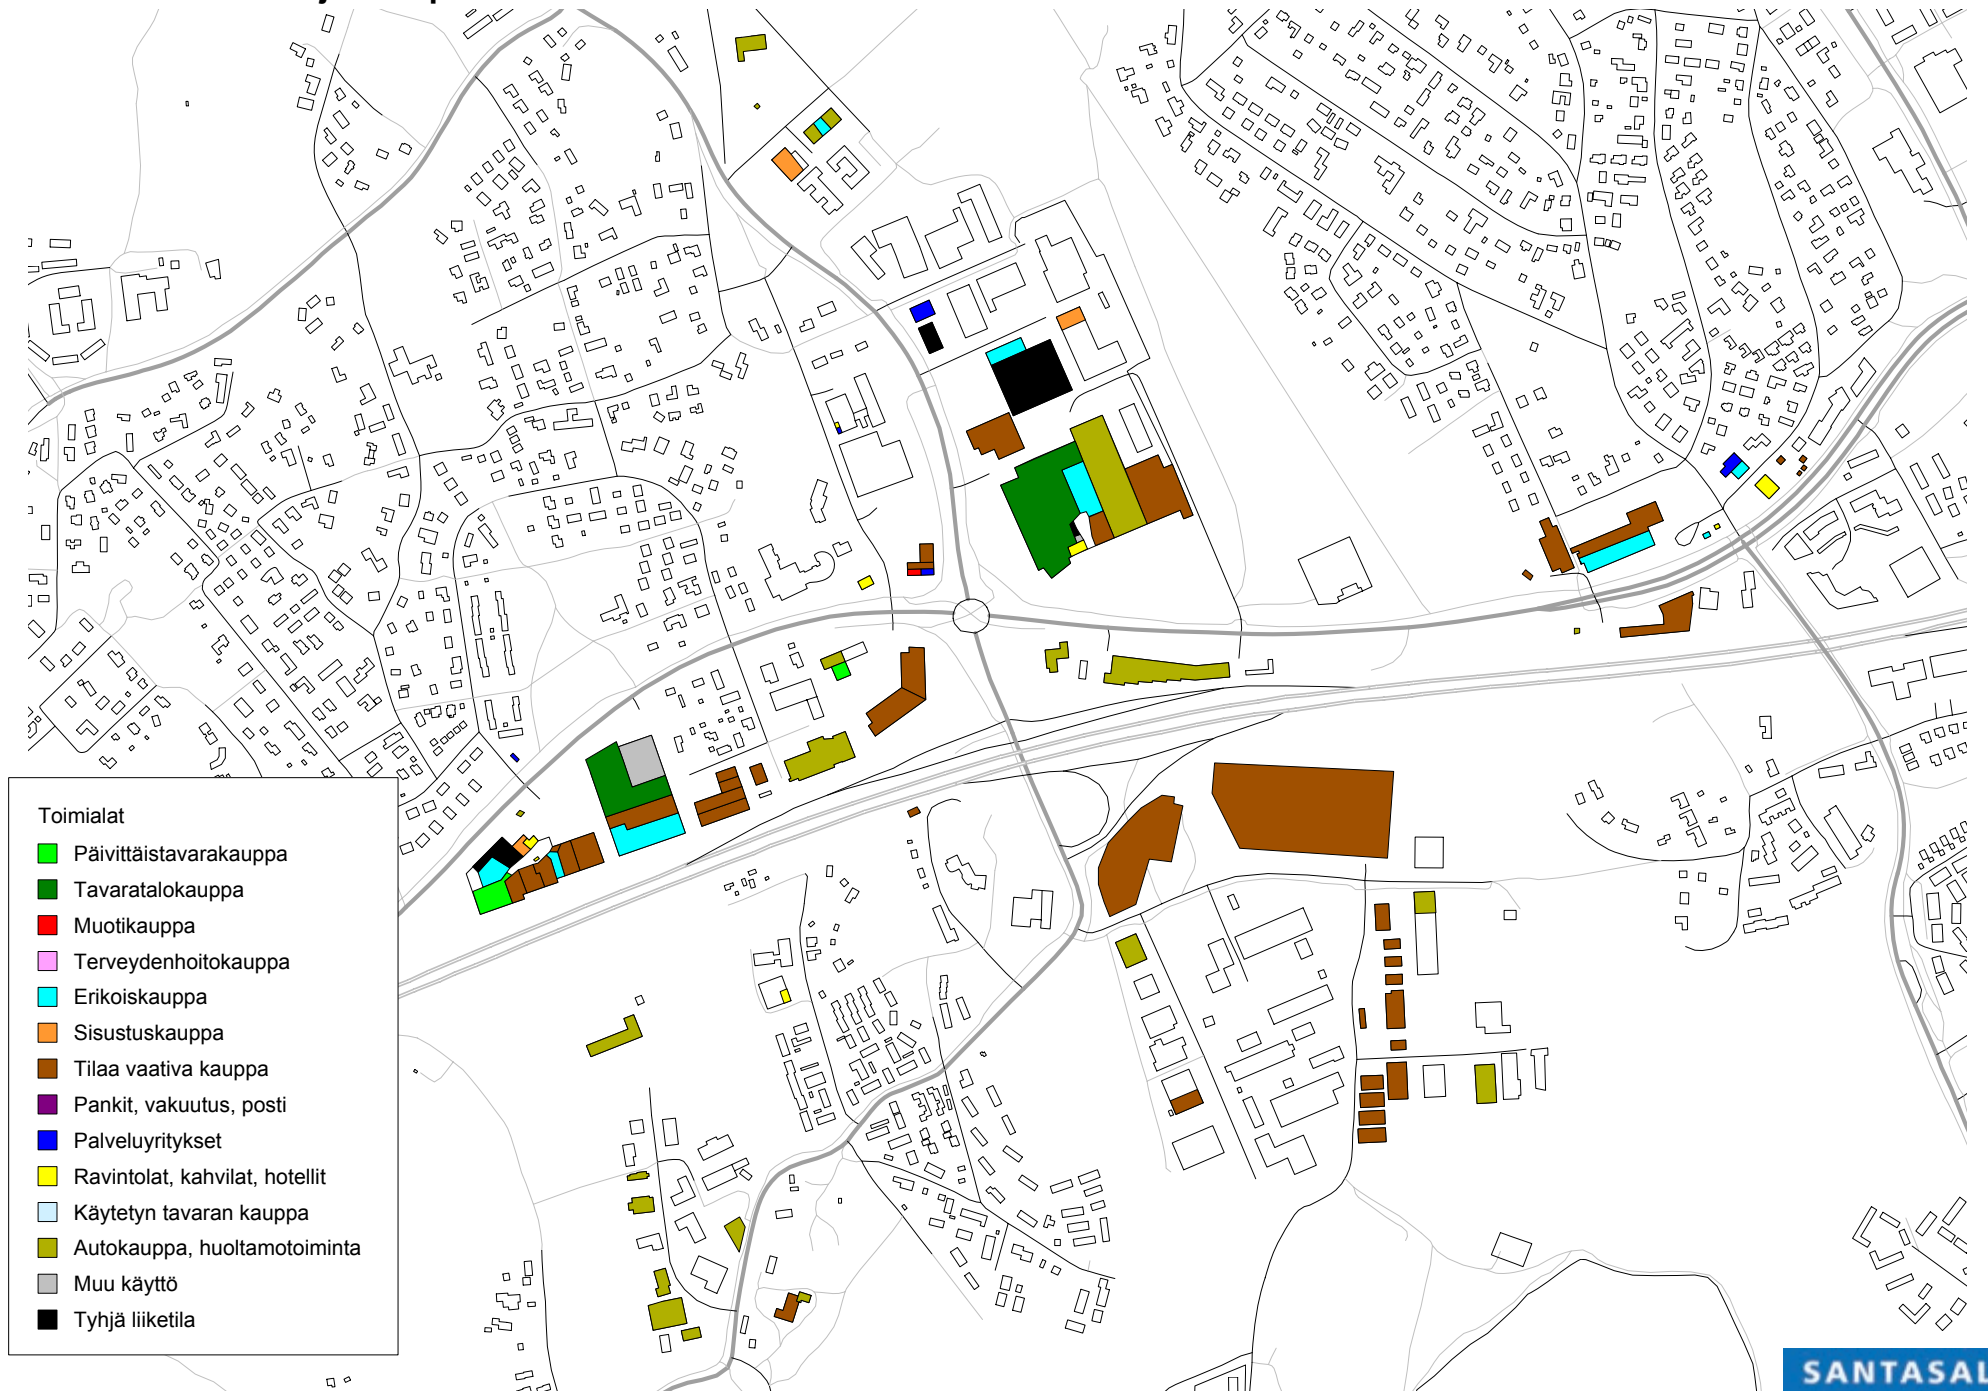 Toimialat
Päivittäistavarakauppa
Tavaratalokauppa
Muotikauppa
Terveydenhoitokauppa
Erikoiskauppa
Sisustuskauppa
Tilaa vaativa kauppa
Pankit, vakuutus, posti
Palveluyritykset
Ravintolat, kahvilat, hotellit
Käytetyn tavaran kauppa
Autokauppa, huoltamotoiminta
Muu käyttö
Tyhjä liiketila
SANTASAL